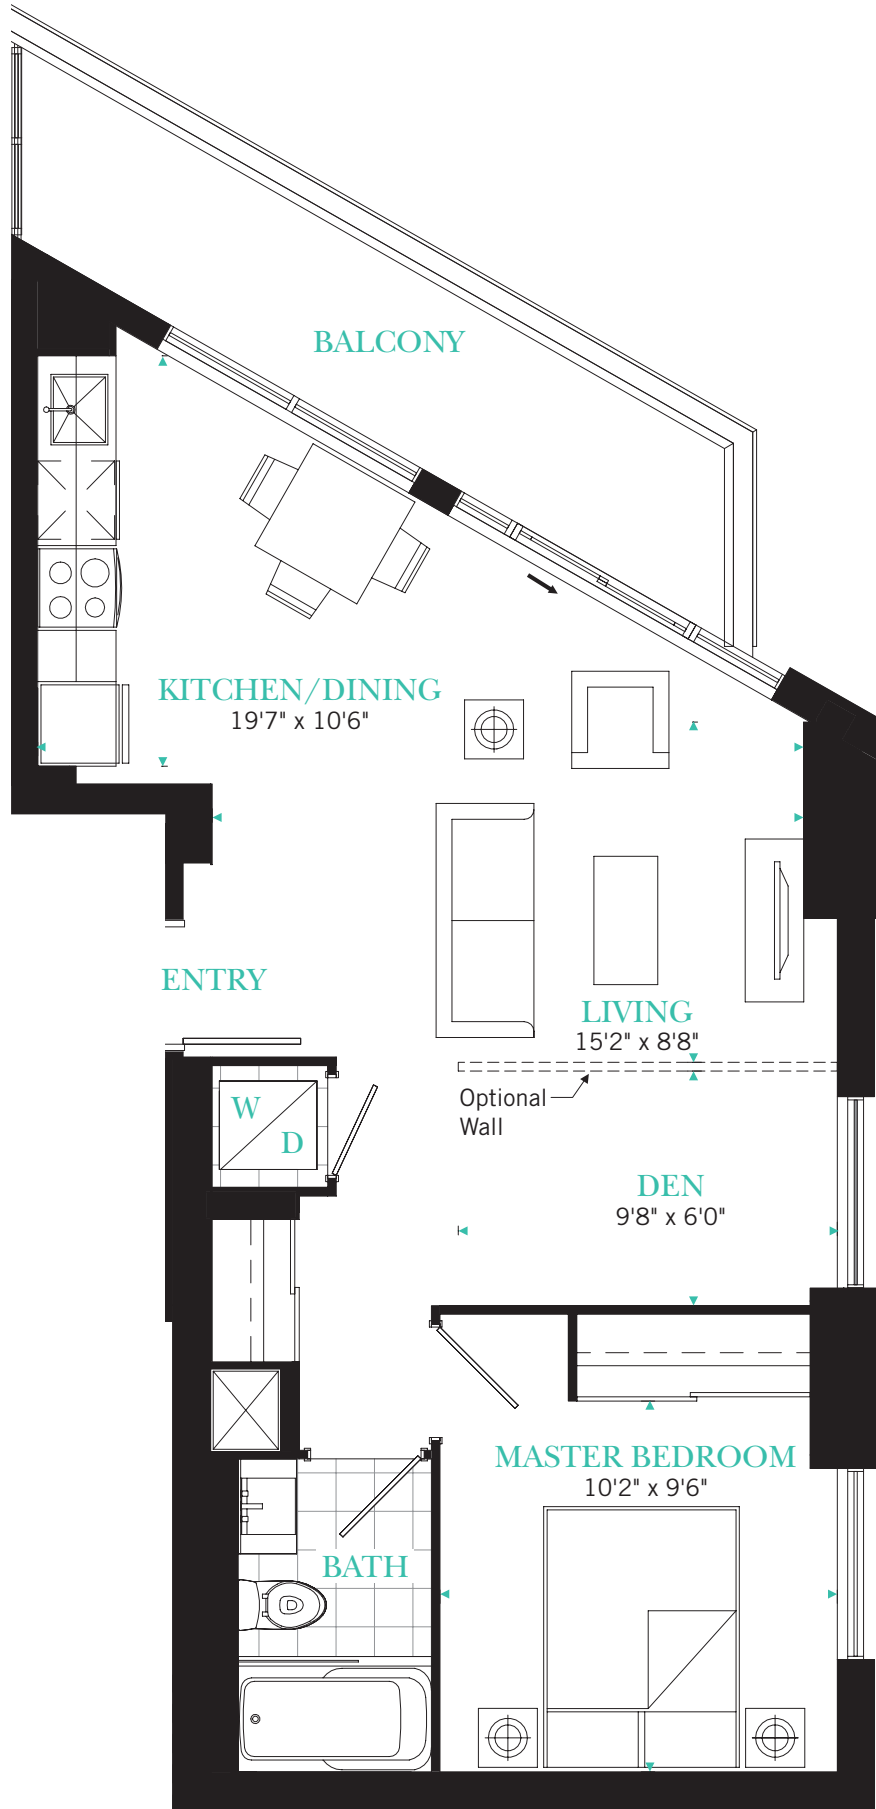 BALCONY
KITCHEN/DINING
19'7" x 10'6"
ENTRY
LIVING
15'2" x 8'8"
Optional
Wall
W
D
DEN
9'8" x 6'0"
MASTER BEDROOM
10'2" x 9'6"
BATH